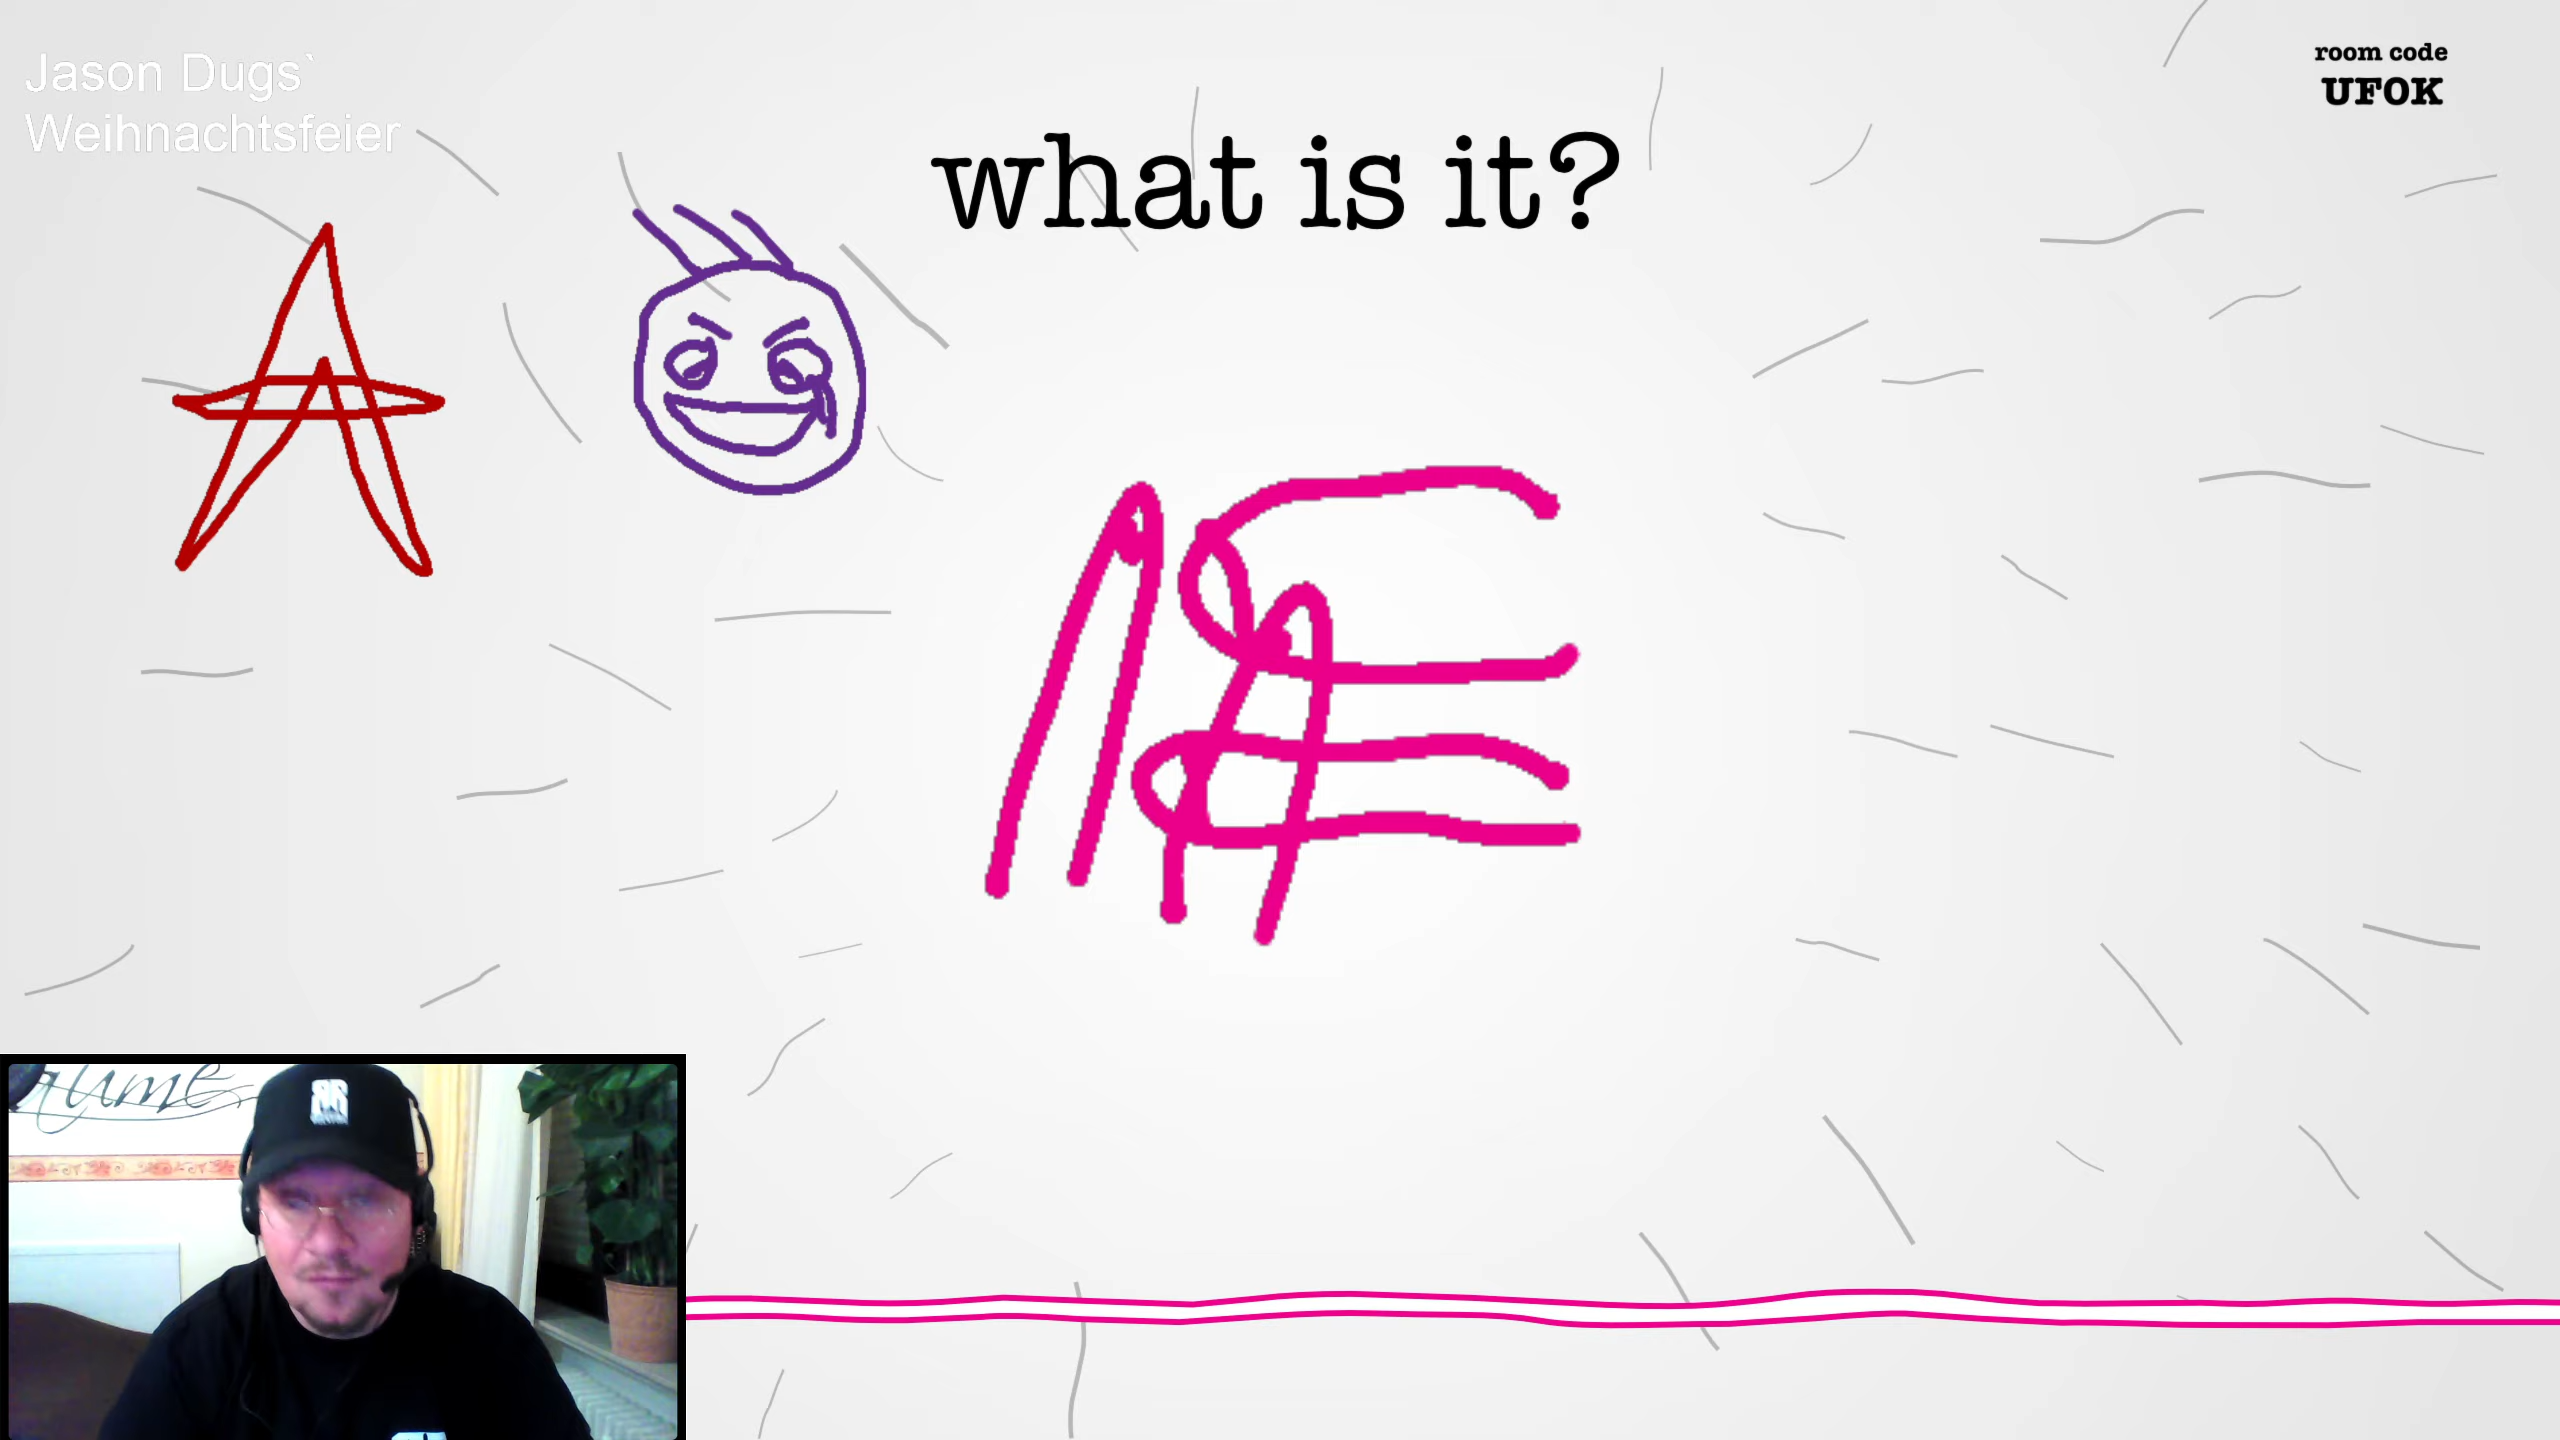 Jason Dugs`
Weihnachtsfeier
room code
UFOK
what is it?